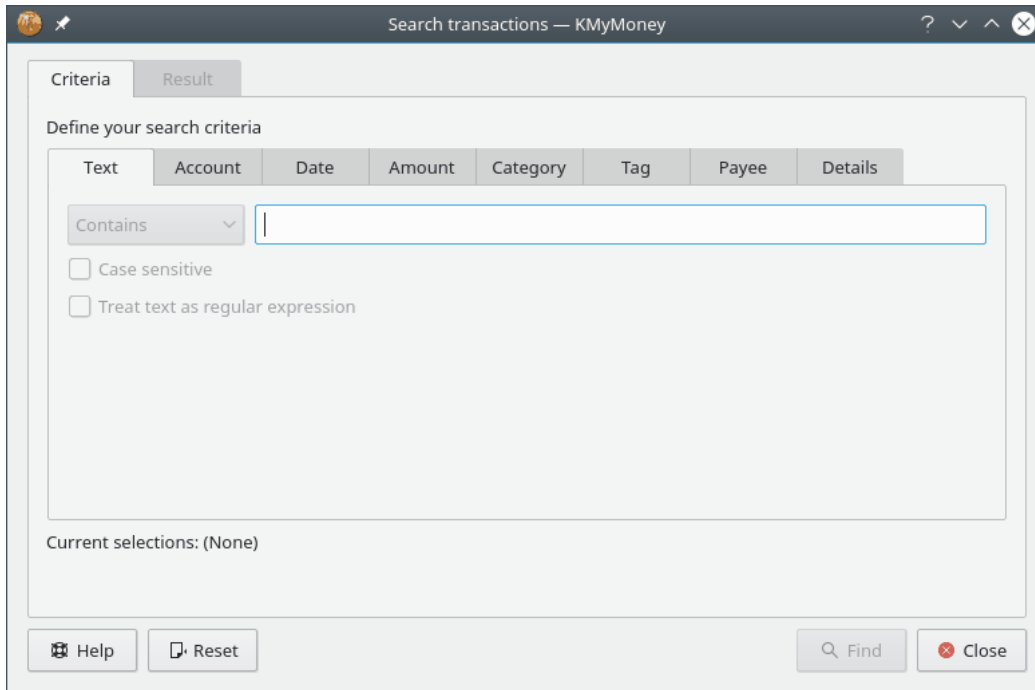 Search transactions — KMyMoney
Criteria Result
Define your search criteria
Text Account Date Amount Category Tag Payee Details
Contains
Case sensitive
Treat text as regular expression
Current selections: (None)
Help Reset Find Close